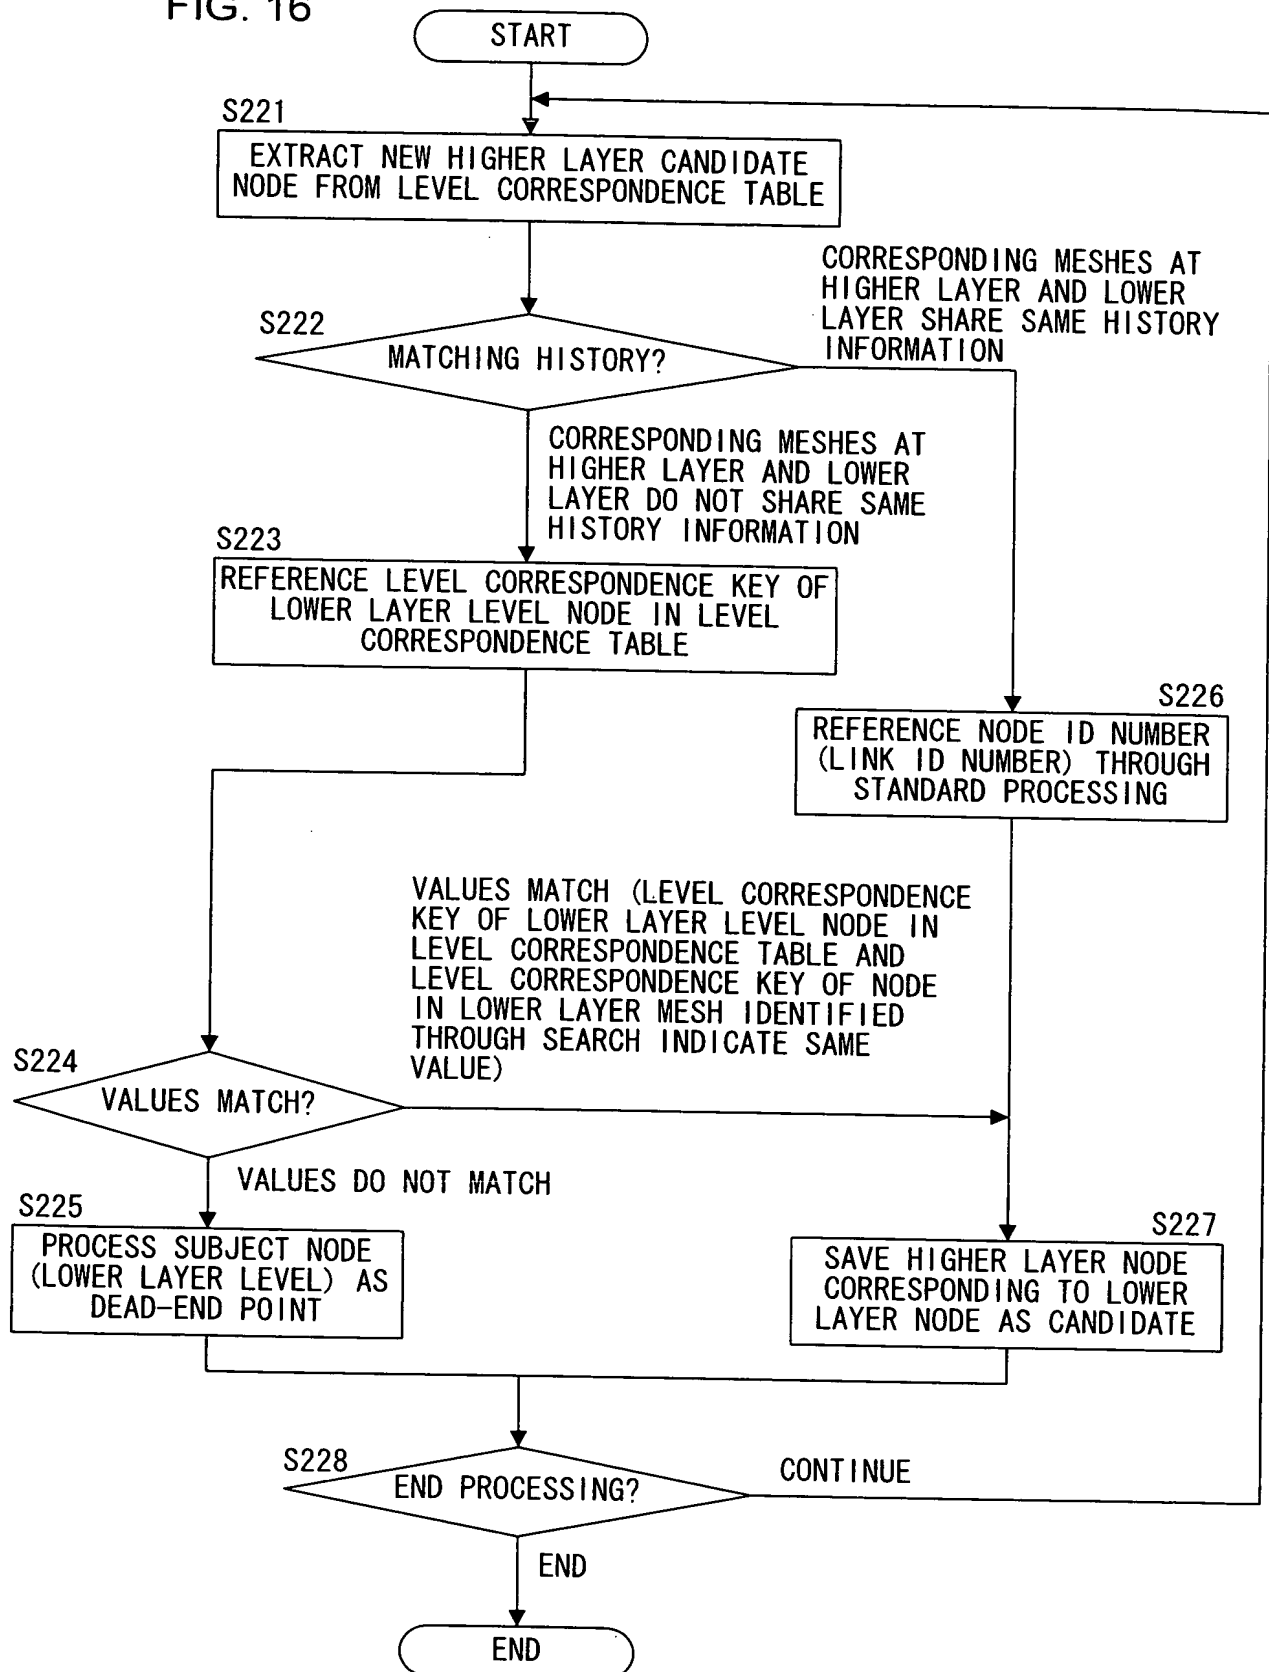 FIG. 16
START
S221
EXTRACT NEW HIGHER LAYER CANDIDATE
NODE FROM LEVEL CORRESPONDENCE TABLE
CORRESPONDING MESHES AT
HIGHER LAYER AND LOWER
LAYER SHARE SAME HISTORY
INFORMATION
S222
MATCHING HISTORY?
CORRESPONDING MESHES AT
HIGHER LAYER AND LOWER
LAYER DO NOT SHARE SAME
HISTORY INFORMATION
S223
REFERENCE LEVEL CORRESPONDENCE KEY OF
LOWER LAYER LEVEL NODE IN LEVEL
CORRESPONDENCE TABLE
S226
REFERENCE NODE ID NUMBER
(LINK ID NUMBER) THROUGH
STANDARD PROCESSING
VALUES MATCH (LEVEL CORRESPONDENCE
KEY OF LOWER LAYER LEVEL NODE IN
LEVEL CORRESPONDENCE TABLE AND
LEVEL CORRESPONDENCE KEY OF NODE
IN LOWER LAYER MESH IDENTIFIED
THROUGH SEARCH INDICATE SAME
VALUE)
S224
VALUES MATCH?
VALUES DO NOT MATCH
S225
PROCESS SUBJECT NODE
(LOWER LAYER LEVEL) AS
DEAD-END POINT
S227
SAVE HIGHER LAYER NODE
CORRESPONDING TO LOWER
LAYER NODE AS CANDIDATE
S228
END PROCESSING?
CONTINUE
END
END